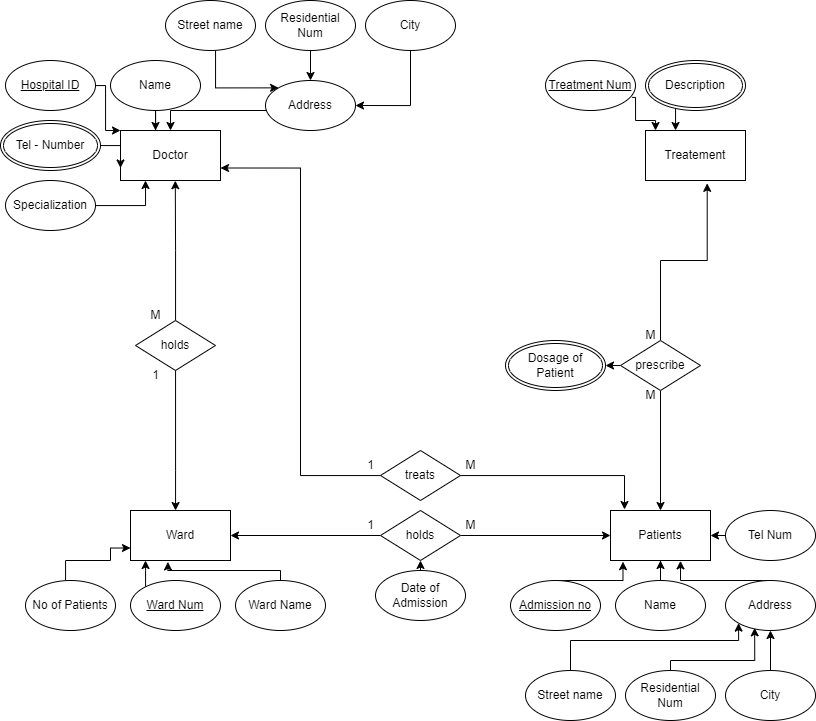 Street name
Residential
Num
City
Hospital ID
Name
Address
Treatment Num
Description
Tel - Number
Doctor
Treatement
Specialization
M
holds
1
M
Dosage of
Patient
prescribe
M
1
M
treats
Ward
1
holds
M
Patients
Tel Num
No of Patients
Ward Num
Ward Name
Date of
Admission
Admission no
Name
Address
Street name
Residential
Num
City